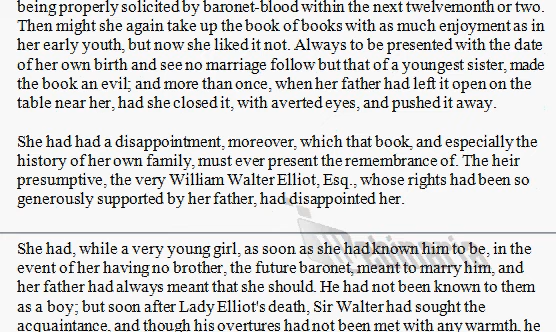 being properly solicited by baronet-blood within the next twelvemonth or two.
Then might she again take up the book of books with as much enjoyment as in
her early youth, but now she liked it not. Always to be presented with the date
of her own birth and see no marriage follow but that of a youngest sister, made
the book an evil; and more than once, when her father had left it open on the
table near her, had she closed it, with averted eyes, and pushed it away.
She had had a disappointment, moreover, which that book, and especially the
history of her own family, must ever present the remembrance of. The heir
presumptive, the very William Walter Elliot, Esq., whose rights had been so
generously supported by her father, had disappointed her.
She had, while a very young girl, as soon as she had known him to be, in the
event of her having no brother, the future baronet, meant to marry him, and
her father had always meant that she should. He had not been known to them
as a boy; but soon after Lady Elliot's death, Sir Walter had sought the
acquaintance, and though his overtures had not been met with any warmth, he